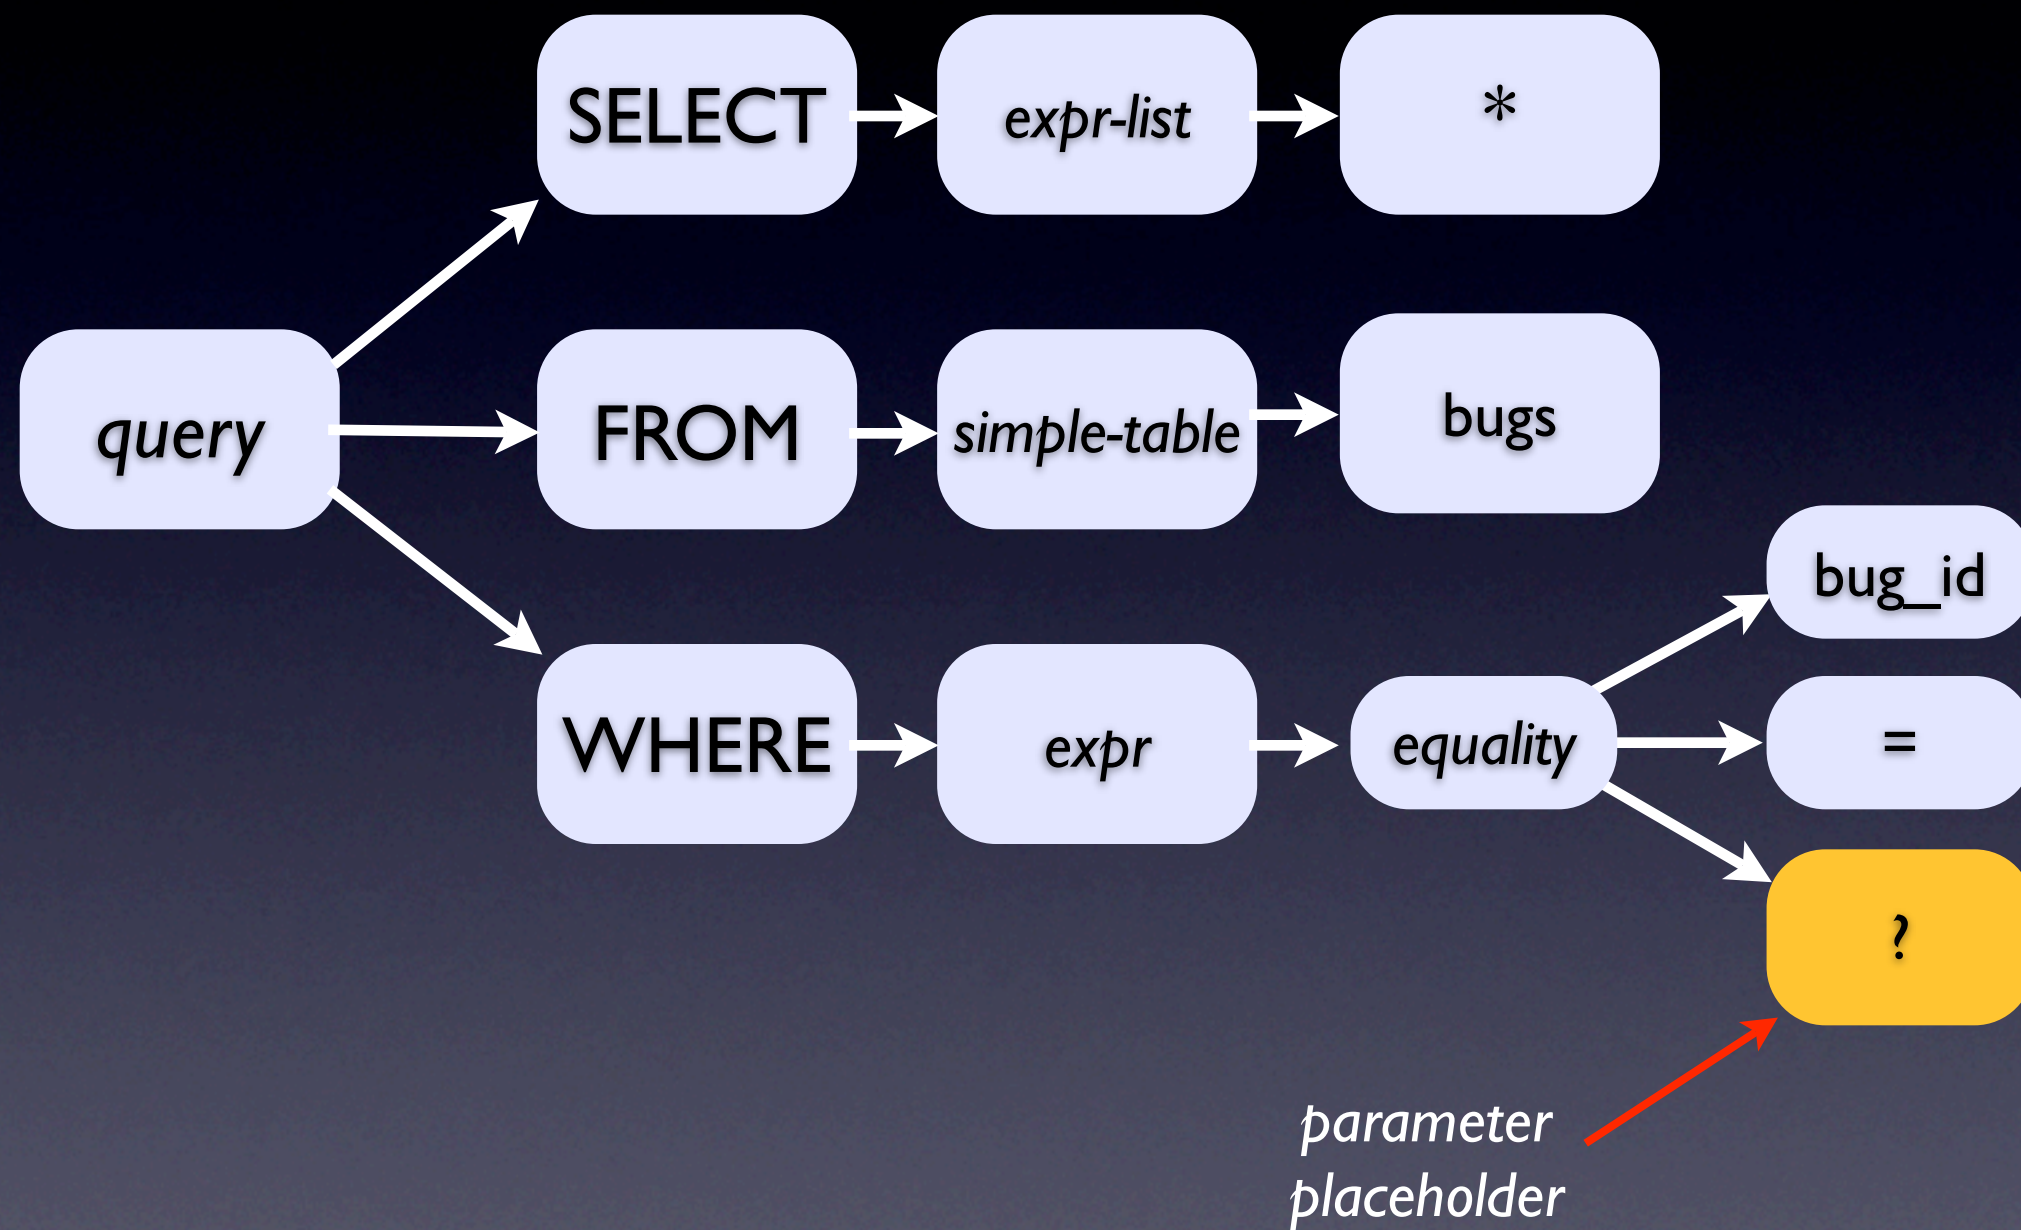 SELECT
expr-list
*
query
FROM
simple-table
bugs
bug_id
WHERE
expr
equality
=
?
parameter
placeholder